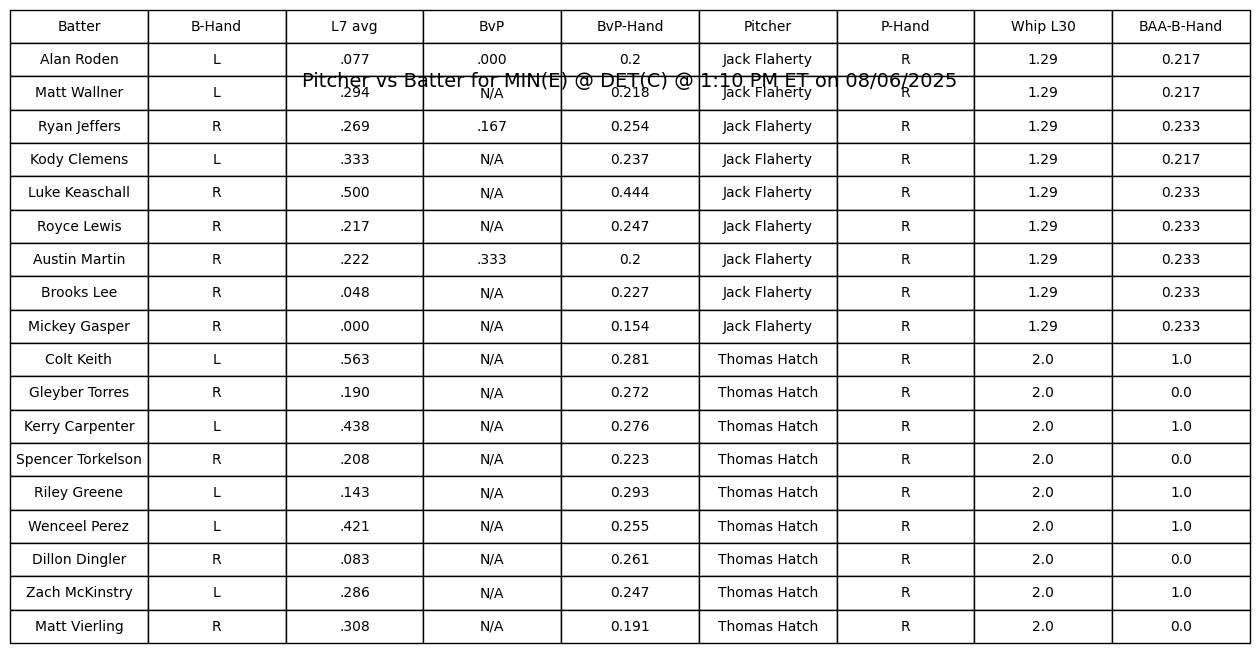 Batter B-Hand L7 avg BvP BvP-Hand Pitcher P-Hand Whip L30 BAA-B-Hand
Alan Roden L .077 .000 0.2 Jack Flaherty R 1.29 0.217
Pitcher vs Batter for MIN(E) @ DET(C) @ 1:10 PM ET on 08/06/2025
Matt Wallner L .294 N/A 0.218 Jack Flaherty R 1.29 0.217
Ryan Jeffers R .269 .167 0.254 Jack Flaherty R 1.29 0.233
Kody Clemens L .333 N/A 0.237 Jack Flaherty R 1.29 0.217
Luke Keaschall R .500 N/A 0.444 Jack Flaherty R 1.29 0.233
Royce Lewis R .217 N/A 0.247 Jack Flaherty R 1.29 0.233
Austin Martin R .222 .333 0.2 Jack Flaherty R 1.29 0.233
Brooks Lee R .048 N/A 0.227 Jack Flaherty R 1.29 0.233
Mickey Gasper R .000 N/A 0.154 Jack Flaherty R 1.29 0.233
Colt Keith L .563 N/A 0.281 Thomas Hatch R 2.0 1.0
Gleyber Torres R .190 N/A 0.272 Thomas Hatch R 2.0 0.0
Kerry Carpenter L .438 N/A 0.276 Thomas Hatch R 2.0 1.0
Spencer Torkelson R .208 N/A 0.223 Thomas Hatch R 2.0 0.0
Riley Greene L .143 N/A 0.293 Thomas Hatch R 2.0 1.0
Wenceel Perez L .421 N/A 0.255 Thomas Hatch R 2.0 1.0
Dillon Dingler R .083 N/A 0.261 Thomas Hatch R 2.0 0.0
Zach McKinstry L .286 N/A 0.247 Thomas Hatch R 2.0 1.0
Matt Vierling R .308 N/A 0.191 Thomas Hatch R 2.0 0.0